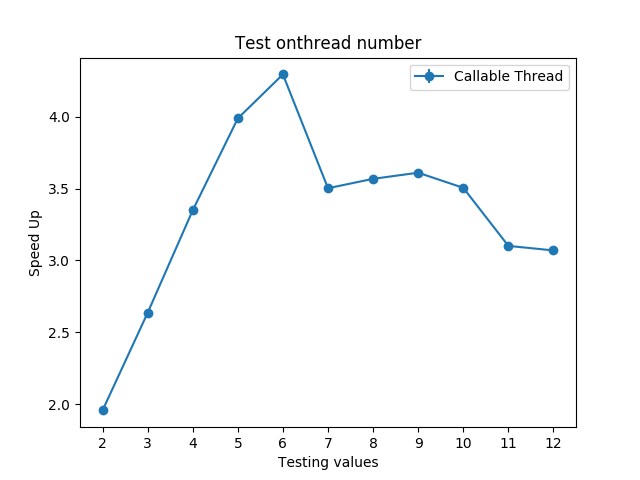 Test onthread number
Callable Thread
Speed Up
4.0
3.5
3.0
2.5
2.0
2 3 4 5 6 7 8 9 10 11 12
Testing values